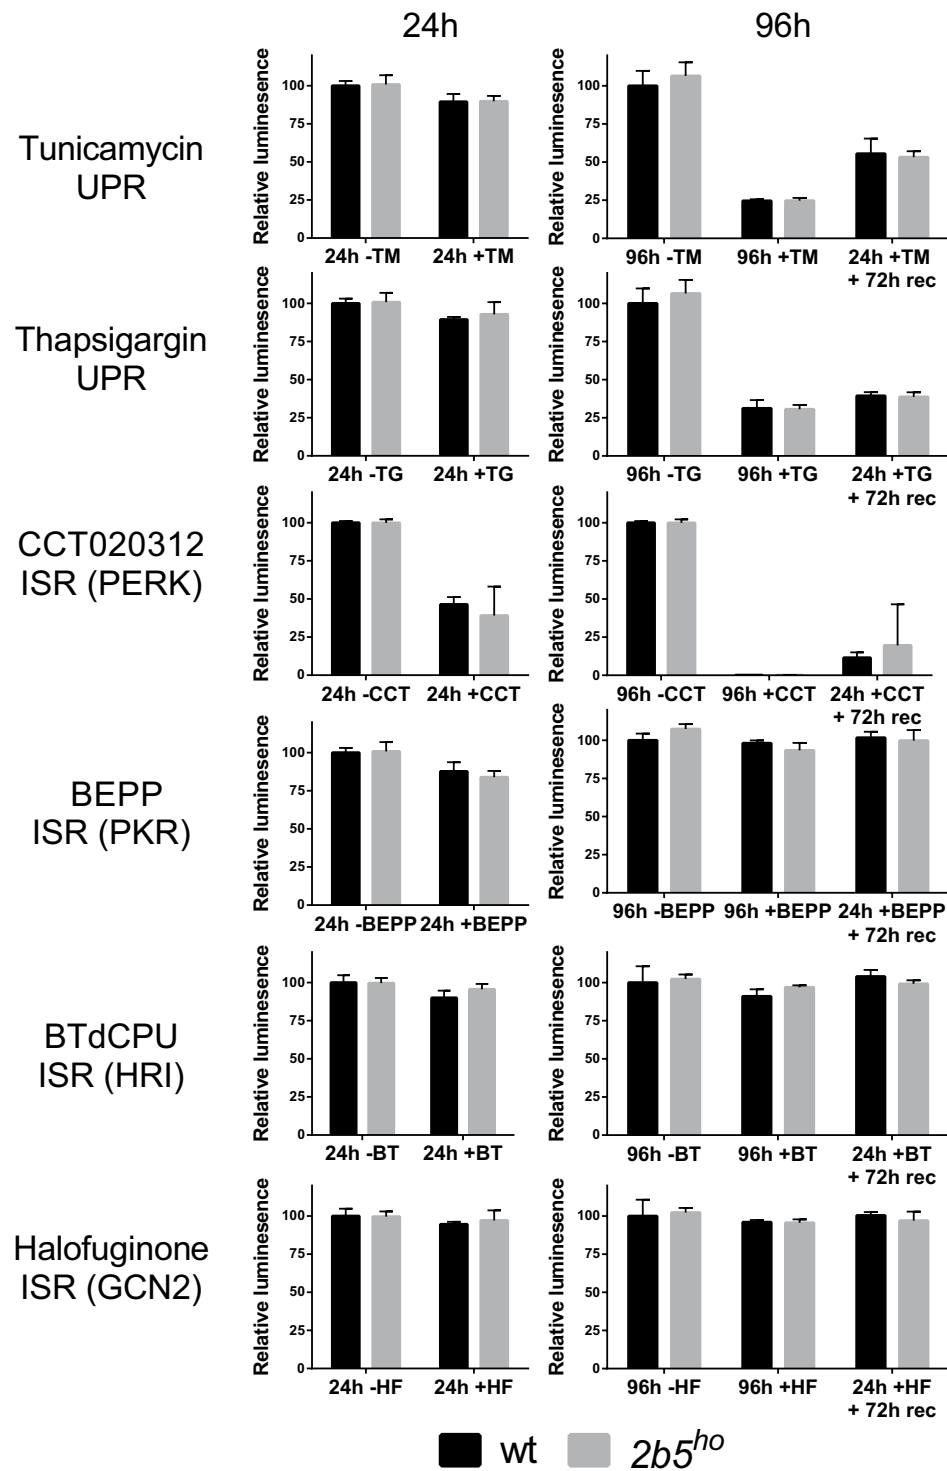 24h 96h
Tunicamycin
UPR
Relative luminesence
100
75
50
25
0
24h -TM 24h +TM
Relative luminesence
100
75
50
25
0
96h -TM 96h +TM 24h +TM
+ 72h rec
Thapsigargin
UPR
Relative luminesence
100
75
50
25
0
24h -TG 24h +TG
Relative luminesence
100
75
50
25
0
96h -TG 96h +TG 24h +TG
+ 72h rec
CCT020312
ISR (PERK)
Relative luminesence
100
75
50
25
0
24h -CCT 24h +CCT
Relative luminesence
100
75
50
25
0
96h -CCT 96h +CCT 24h +CCT
+ 72h rec
BEPP
ISR (PKR)
Relative luminesence
100
75
50
25
0
24h -BEPP 24h +BEPP
Relative luminesence
100
75
50
25
0
96h -BEPP 96h +BEPP 24h +BEPP
+ 72h rec
BTdCPU
ISR (HRI)
Relative luminesence
100
75
50
25
0
24h -BT 24h +BT
Relative luminesence
100
75
50
25
0
96h -BT 96h +BT 24h +BT
+ 72h rec
Halofuginone
ISR (GCN2)
Relative luminesence
100
75
50
25
0
24h -HF 24h +HF
Relative luminesence
100
75
50
25
0
96h -HF 96h +HF 24h +HF
+ 72h rec
wt 2b5ho